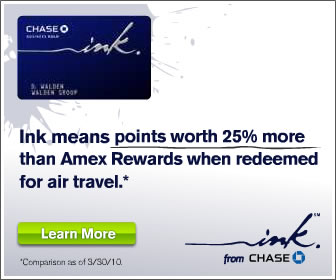 CHASE
BUSINESS CARD
ink.
D. WALDEN
WALDEN GROUP
Ink means points worth 25% more
than Amex Rewards when redeemed
for air travel.*
Learn More
*Comparison as of 3/30/10.
ink.℠
from CHASE